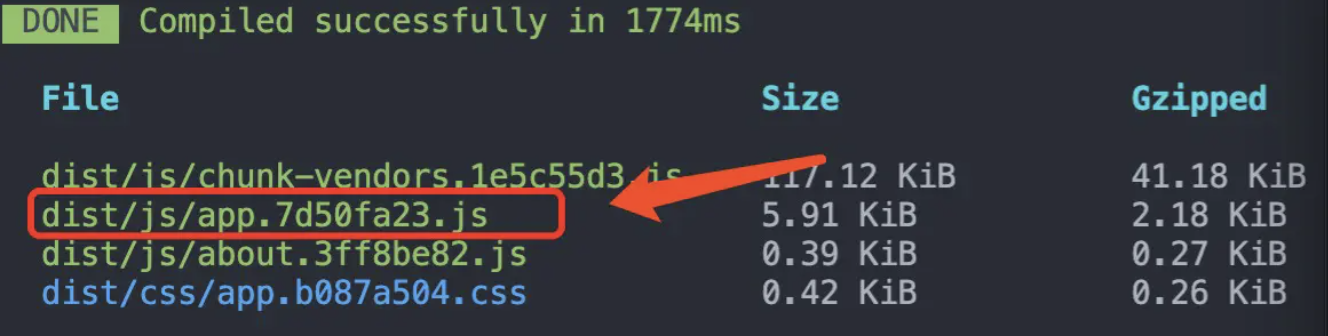 DONE Compiled successfully in 1774ms
File Size Gzipped
dist/js/chunk-vendors.1e5c55d3.js 117.12 KiB 41.18 KiB
dist/js/app.7d50fa23.js 5.91 KiB 2.18 KiB
dist/js/about.3ff8be82.js 0.39 KiB 0.27 KiB
dist/css/app.b087a504.css 0.42 KiB 0.26 KiB